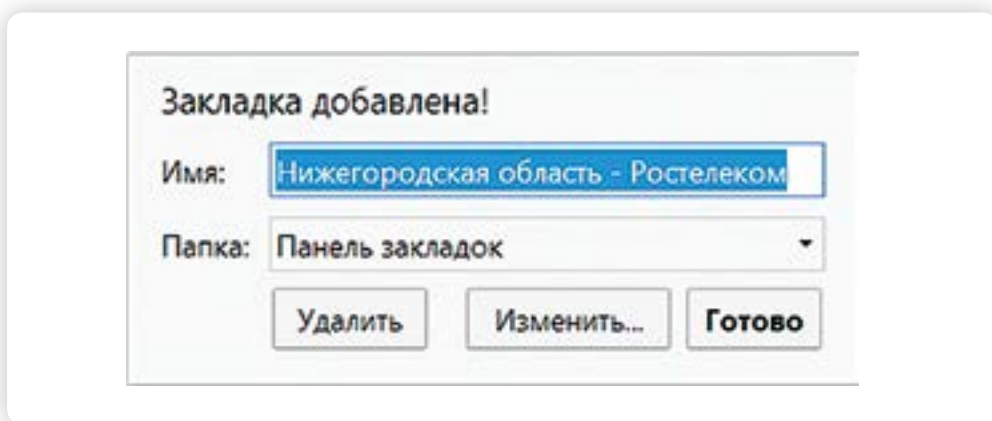 Закладка добавлена!
Имя: Нижегородская область - Ростелеком
Папка: Панель закладок
Удалить Изменить... Готово